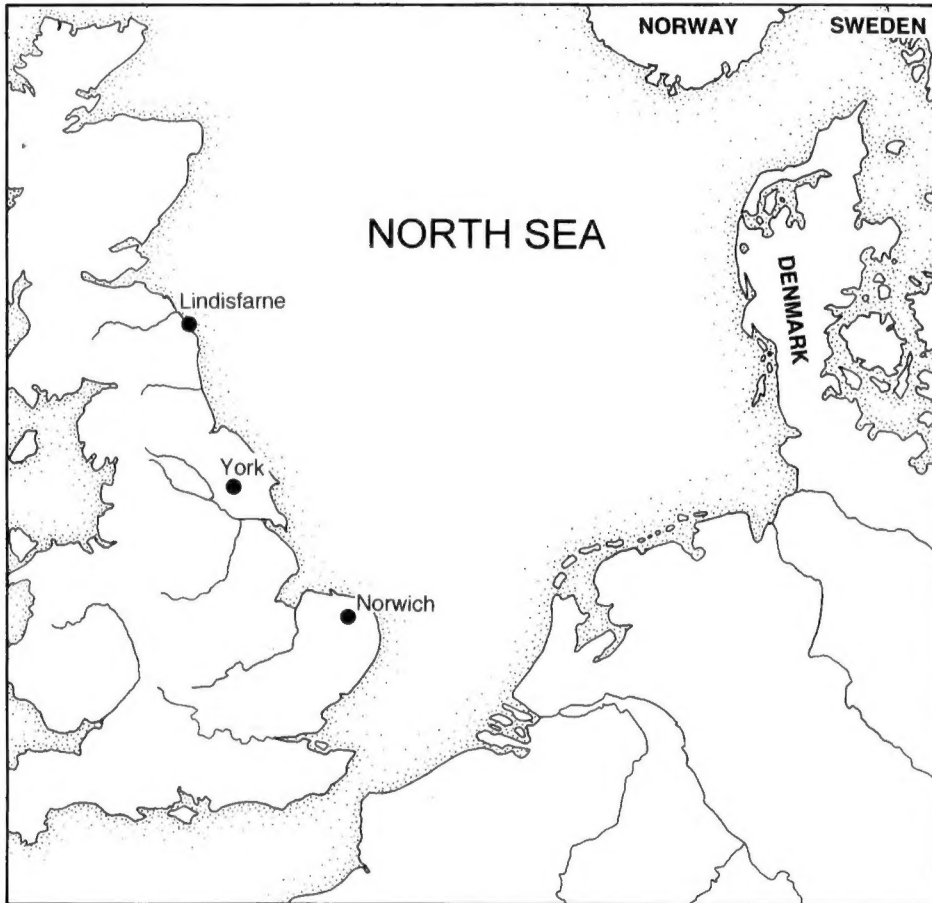 NORWAY
SWEDEN
NORTH SEA
DENMARK
Lindisfarne
York
Norwich